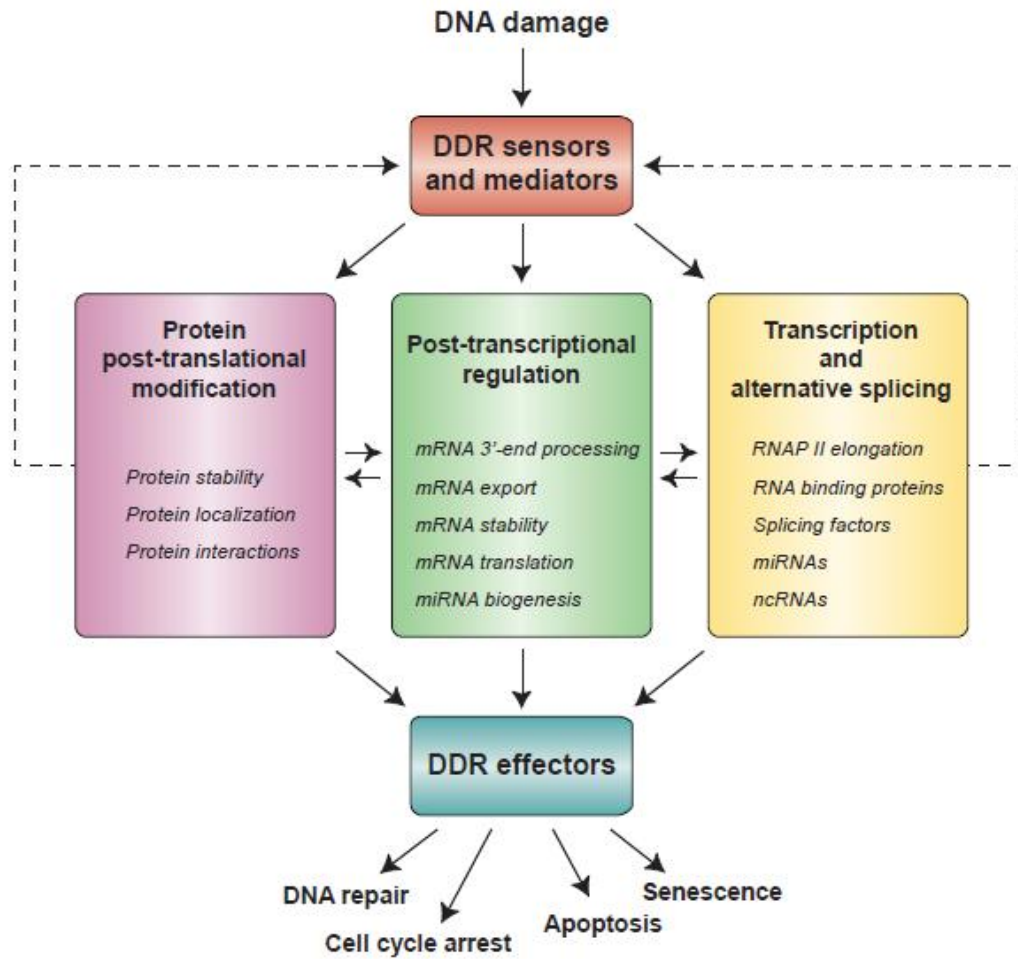 DNA damage
DDR sensors
and mediators
Protein
post-translational
modification
Protein stability
Protein localization
Protein interactions
Post-transcriptional
regulation
mRNA 3'-end processing
mRNA export
mRNA stability
mRNA translation
miRNA biogenesis
Transcription
and
alternative splicing
RNAP II elongation
RNA binding proteins
Splicing factors
miRNAs
ncRNAs
DDR effectors
DNA repair
Cell cycle arrest
Apoptosis
Senescence